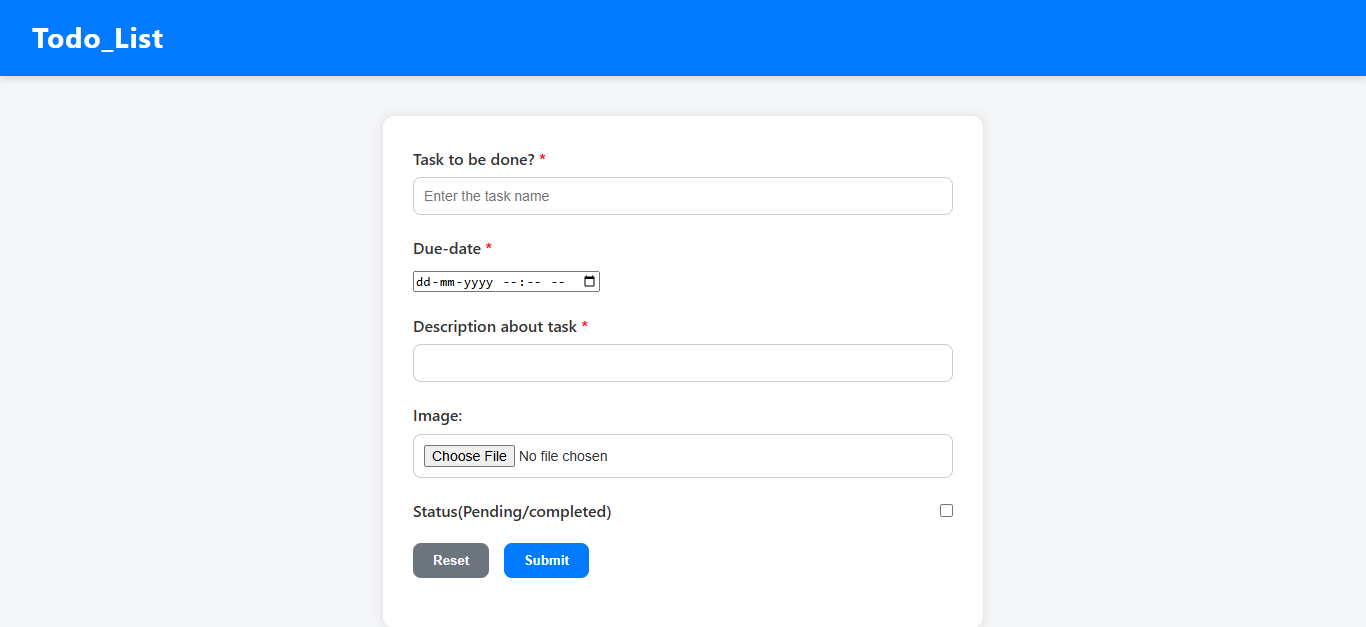 Todo_List
Task to be done? *
Enter the task name
Due-date *
dd-mm-yyyy --:-- --
Description about task *
Image:
Choose File No file chosen
Status(Pending/completed)
Reset Submit